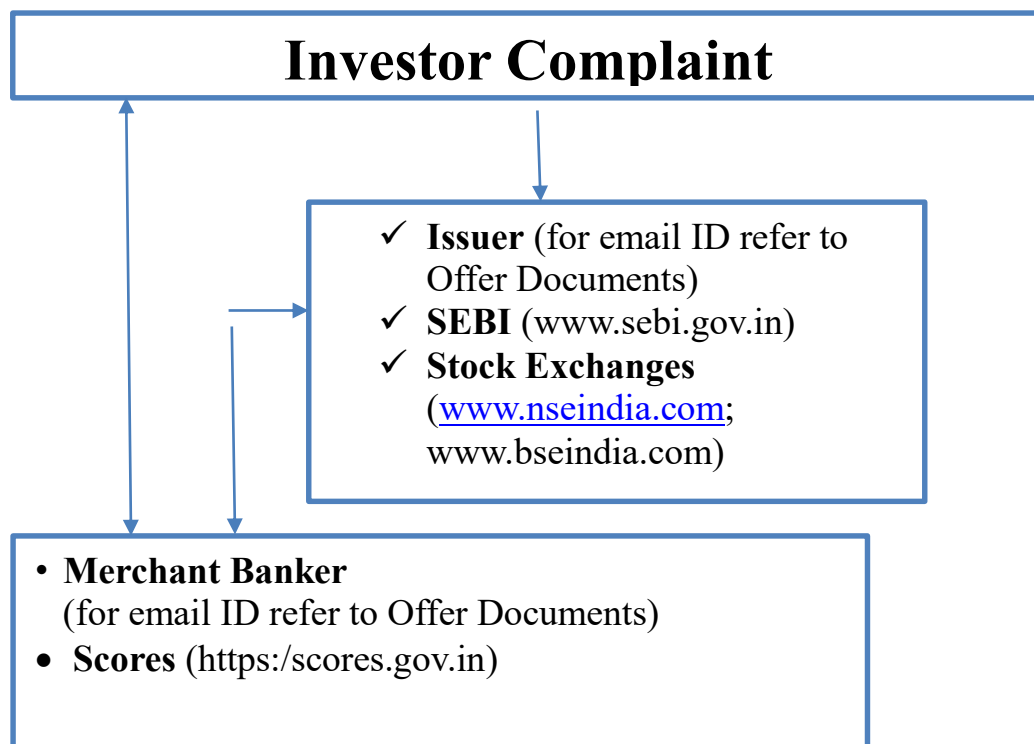 Investor Complaint
✓ Issuer (for email ID refer to
Offer Documents)
✓ SEBI (www.sebi.gov.in)
✓ Stock Exchanges
(www.nseindia.com;
www.bseindia.com)
• Merchant Banker
(for email ID refer to Offer Documents)
• Scores (https:/scores.gov.in)